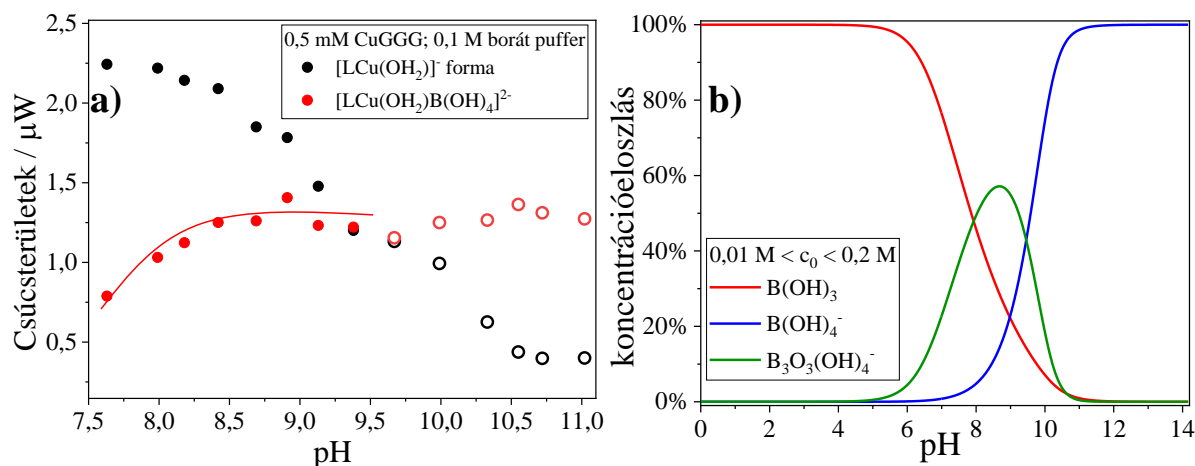 a)
Csúcsterületek / μW
2,5
2,0
1,5
1,0
0,5
0,5 mM CuGGG; 0,1 M borát puffer
[LCu(OH₂)]⁻ forma
[LCu(OH₂)B(OH)₄]²⁻
7,5 8,0 8,5 9,0 9,5 10,0 10,5 11,0
pH
b)
koncentrációeloszlás
100%
80%
60%
40%
20%
0%
0,01 M < c₀ < 0,2 M
B(OH)₃
B(OH)₄⁻
B₃O₃(OH)₄⁻
0 2 4 6 8 10 12 14
pH